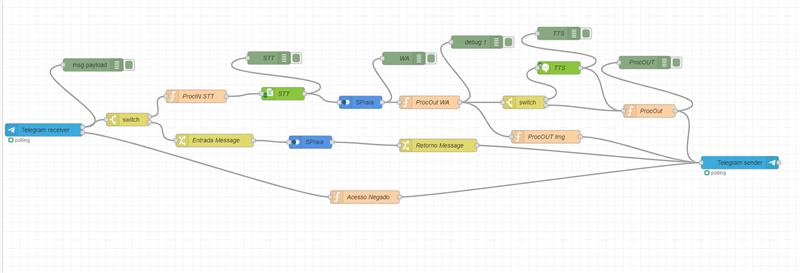 TTS
debug 1
STT
WA
ProcOUT
msg payload
TTS
ProcIN STT
STT
SPraia
ProcOut WA
switch
ProcOut
switch
Telegram receiver
polling
Entrada Message
SPraia
Retorno Message
ProcOUT Img
Telegram sender
polling
Acesso Negado